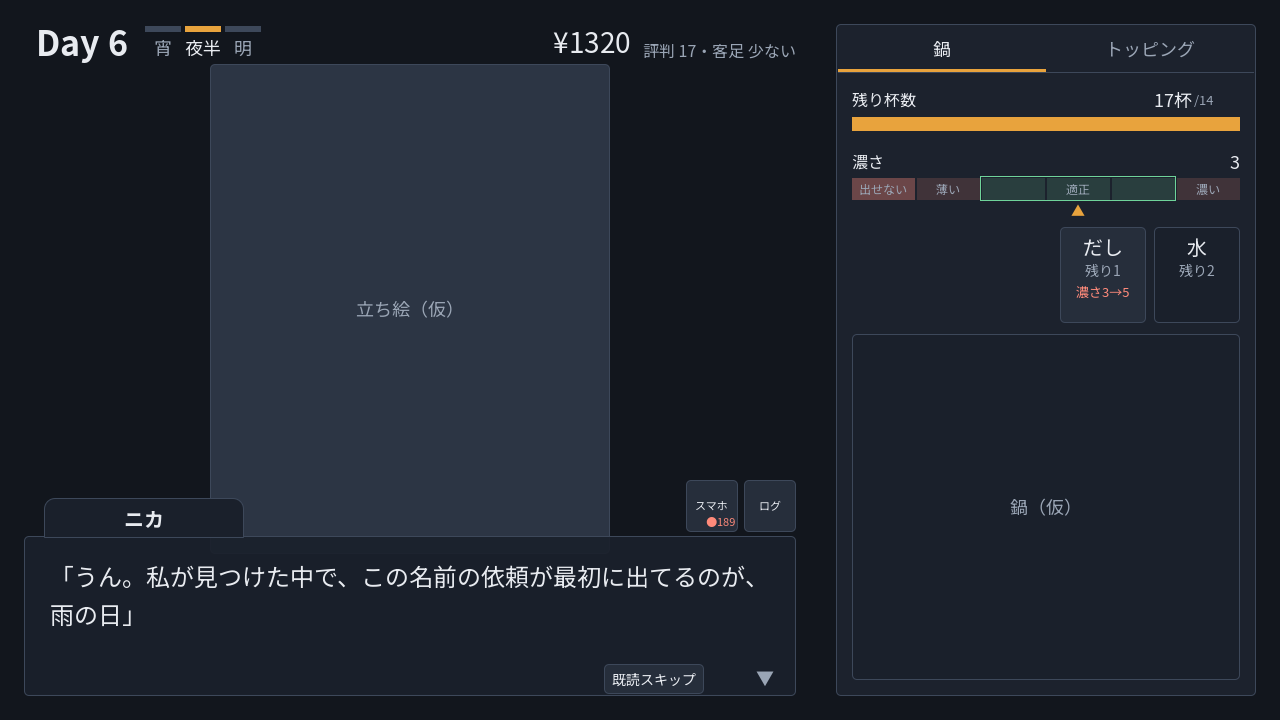 Day 6
宵 夜半 明
¥1320 評判 17・客足 少ない
鍋 トッピング
残り杯数 17杯/14
濃さ 3
出せない 薄い 適正 濃い
だし 水
残り1 残り2
濃さ3→5
立ち絵（仮）
スマホ ログ
189
鍋（仮）
ニカ
「うん。私が見つけた中で、この名前の依頼が最初に出てるのが、
雨の日」
既読スキップ